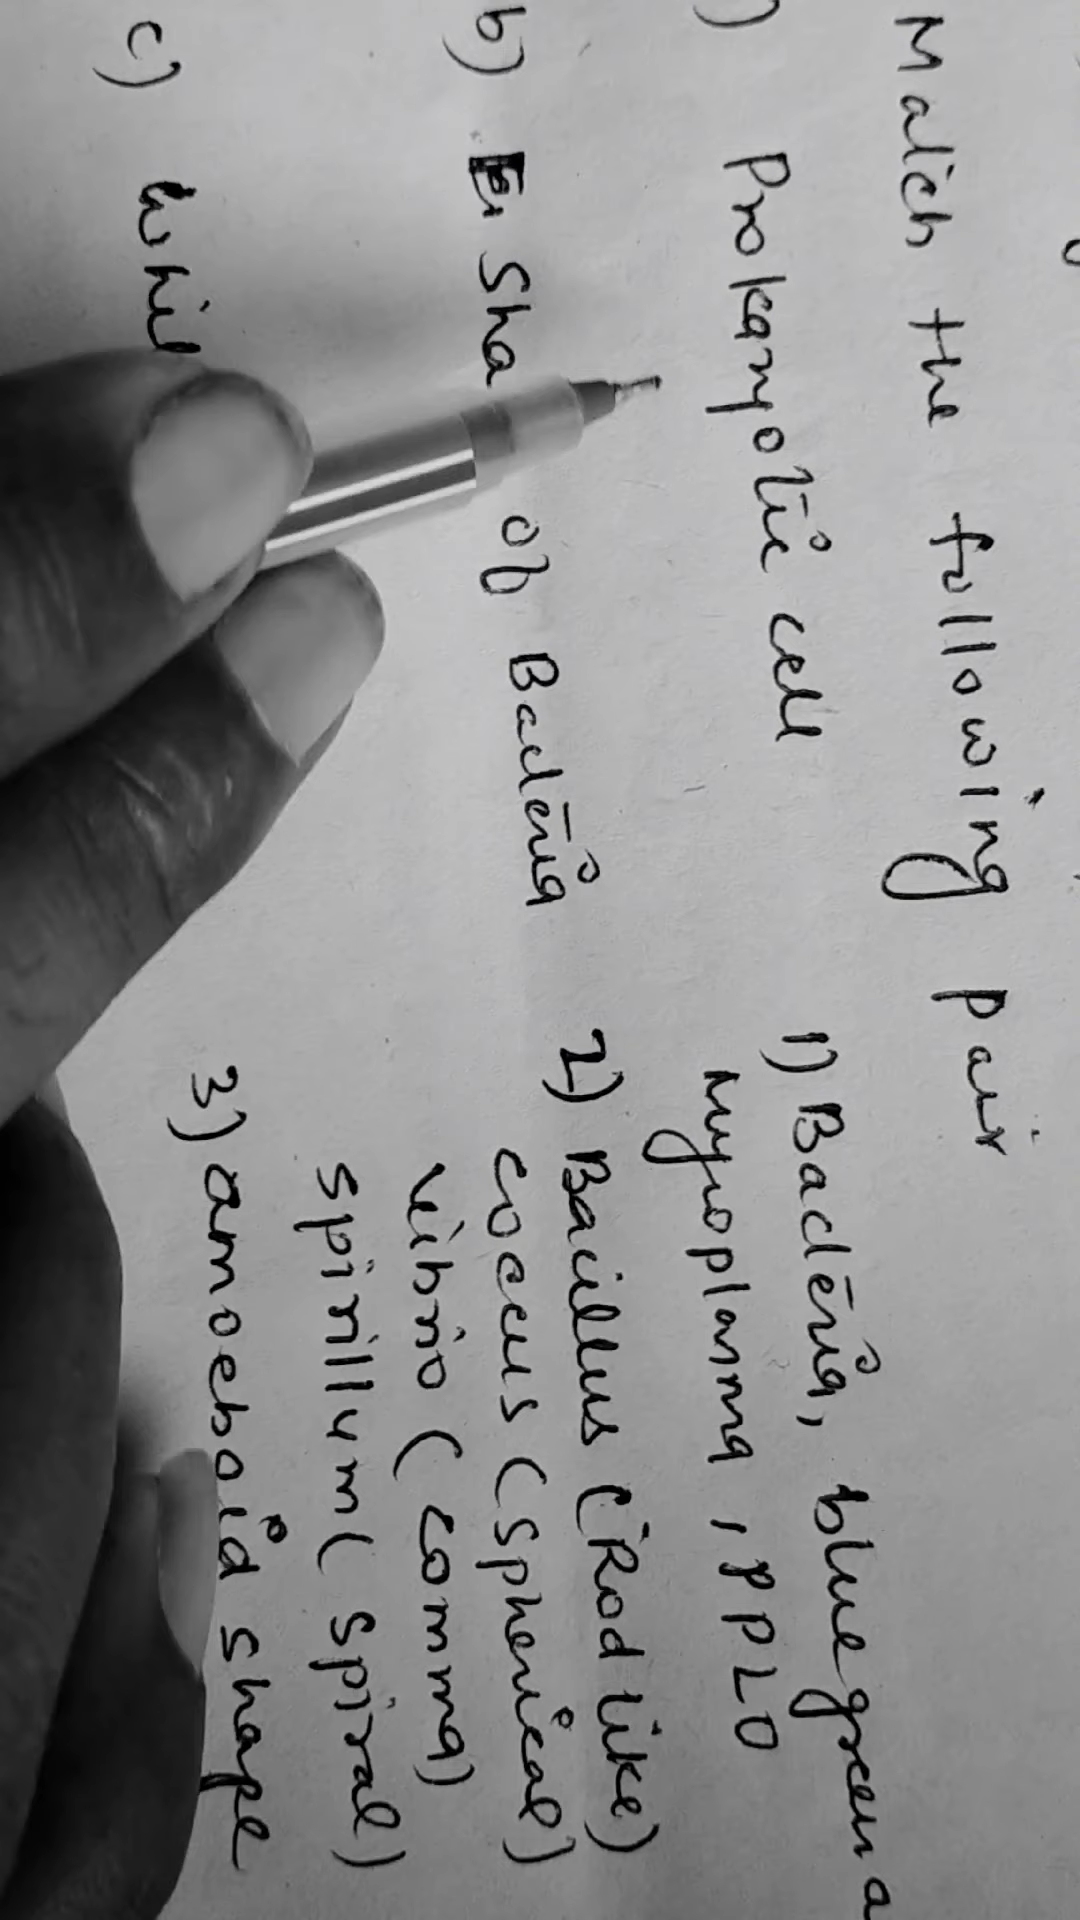 Match the following pair
) Prokaryotic cell 1) Bacteria, blue green a
Mycoplasma, PPLO
b) Sha of Bacteria 2) Bacillus (Rod like)
coccus (spherical)
vibrio (comma)
spirillum (spiral)
c) Whi 3) amoeboid shape